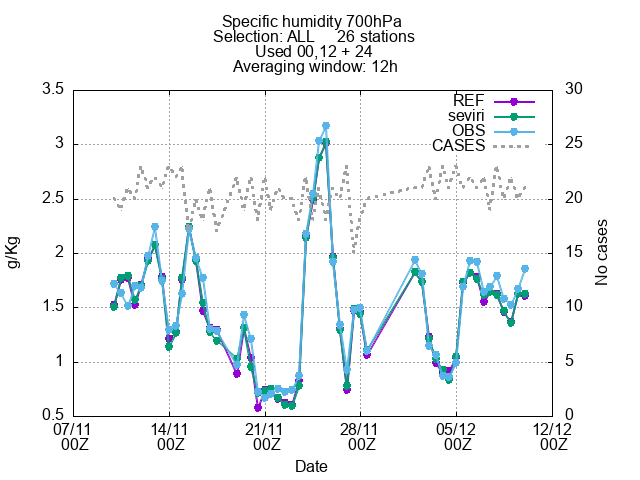 Specific humidity 700hPa
Selection: ALL 26 stations
Used 00,12 + 24
Averaging window: 12h
3.5 30
REF
seviri
OBS
CASES
3 25
2.5 20
2 15
1.5 10
1 5
0.5 0
g/Kg
No cases
07/11 14/11 21/11 28/11 05/12 12/12
00Z 00Z 00Z 00Z 00Z 00Z
Date